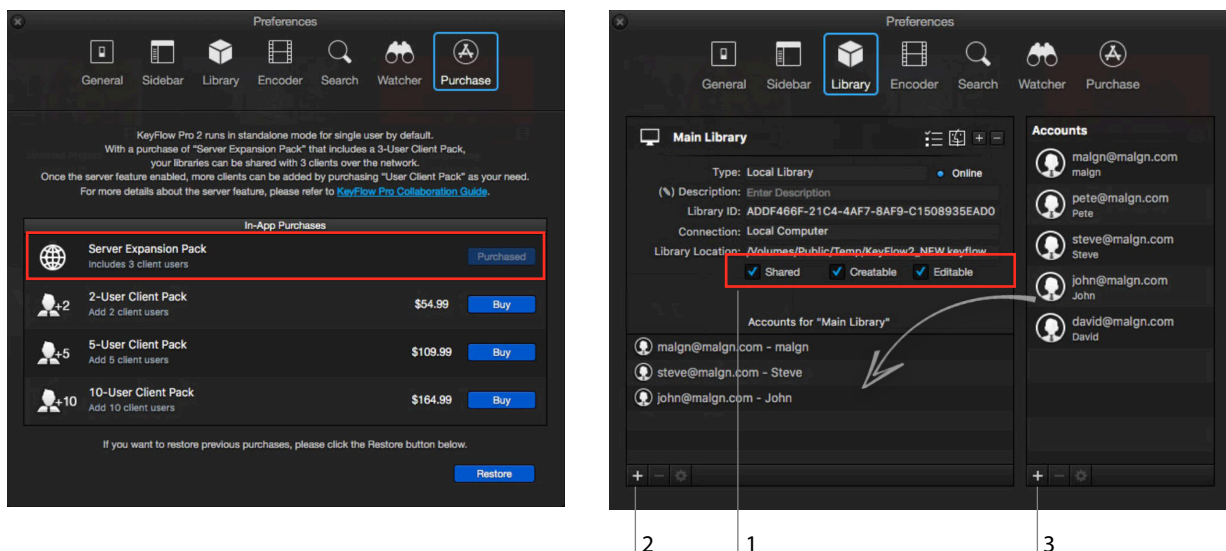 Preferences
General Sidebar Library Encoder Search Watcher Purchase
KeyFlow Pro 2 runs in standalone mode for single user by default.
With a purchase of "Server Expansion Pack" that includes a 3-User Client Pack,
your libraries can be shared with 3 clients over the network.
Once the server feature enabled, more clients can be added by purchasing "User Client Pack" as your need.
For more details about the server feature, please refer to KeyFlow Pro Collaboration Guide.
In-App Purchases
Server Expansion Pack
Includes 3 client users
Purchased
+2
2-User Client Pack
Add 2 client users
$54.99
Buy
+5
5-User Client Pack
Add 5 client users
$109.99
Buy
+10
10-User Client Pack
Add 10 client users
$164.99
Buy
If you want to restore previous purchases, please click the Restore button below.
Restore
Preferences
General Sidebar Library Encoder Search Watcher Purchase
Main Library
Type: Local Library
Online
(✎) Description: Enter Description
Library ID: ADDF466F-21C4-4AF7-8AF9-C1508935EAD0
Connection: Local Computer
Library Location: /Volumes/Public/Temp/KeyFlow2_NEW.keyflow
Shared Creatable Editable
Accounts for "Main Library"
malgn@malgn.com - malgn
steve@malgn.com - Steve
john@malgn.com - John
Accounts
malgn@malgn.com
malgn
pete@malgn.com
Pete
steve@malgn.com
Steve
john@malgn.com
John
david@malgn.com
David
2
1
3